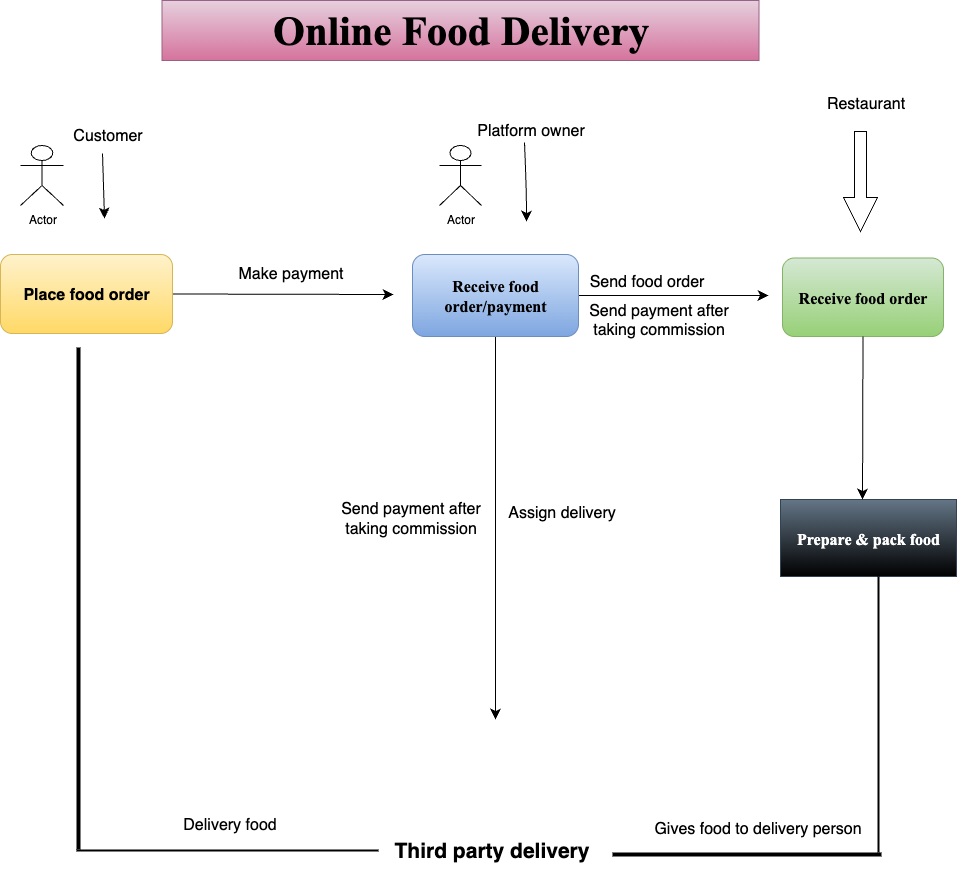 Online Food Delivery
Restaurant
Customer
Platform owner
Actor
Actor
Place food order
Make payment
Receive food
order/payment
Send food order
Send payment after
taking commission
Receive food order
Send payment after
taking commission
Assign delivery
Prepare & pack food
Delivery food
Gives food to delivery person
Third party delivery